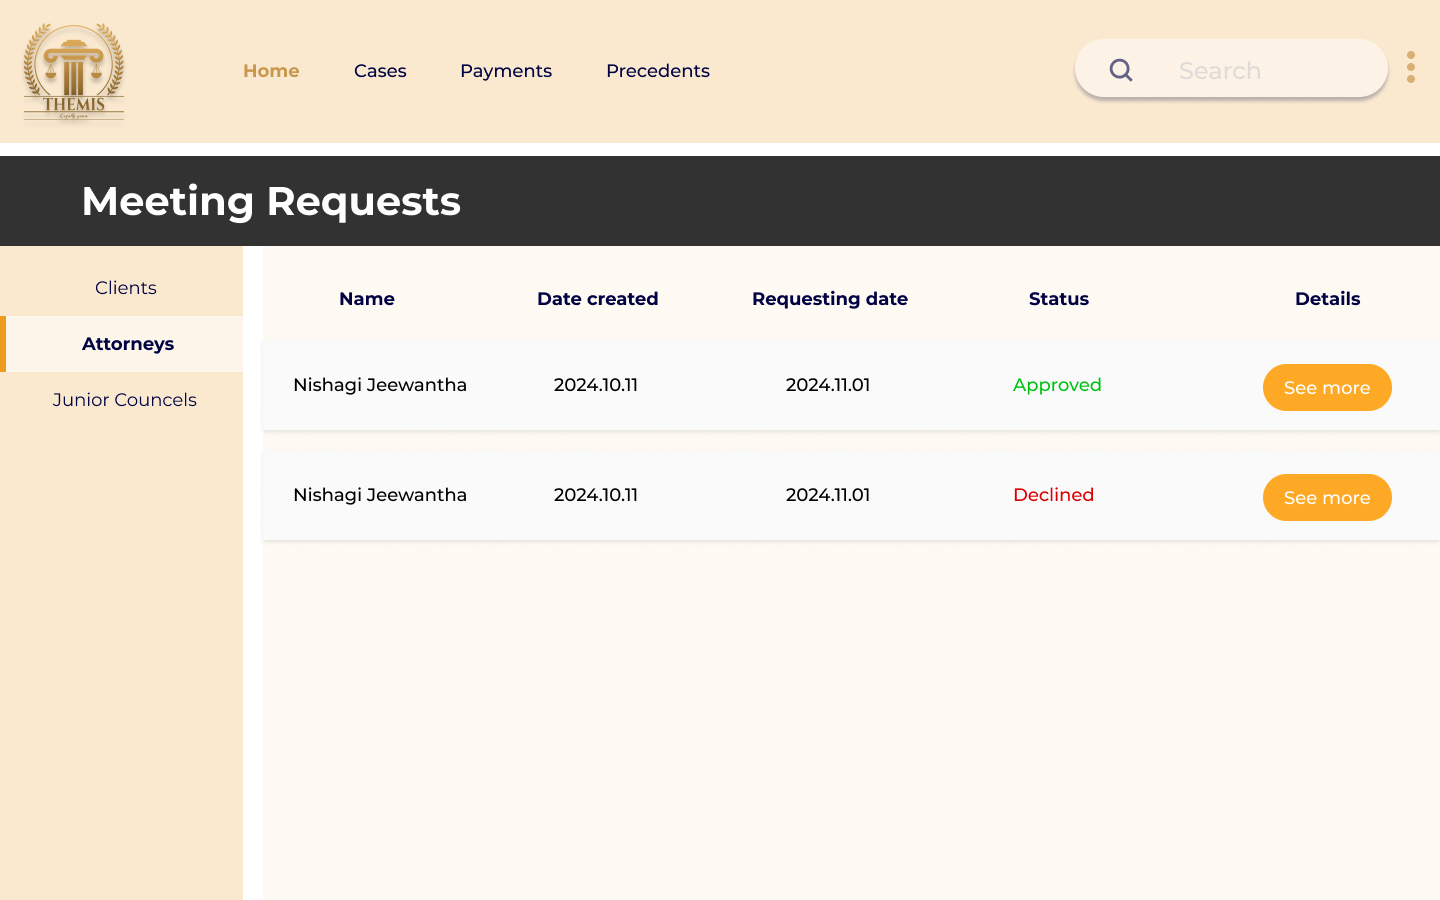 THEMIS
Home Cases Payments Precedents Search
Meeting Requests
Clients
Attorneys
Junior Councels
Name Date created Requesting date Status Details
Nishagi Jeewantha 2024.10.11 2024.11.01 Approved See more
Nishagi Jeewantha 2024.10.11 2024.11.01 Declined See more